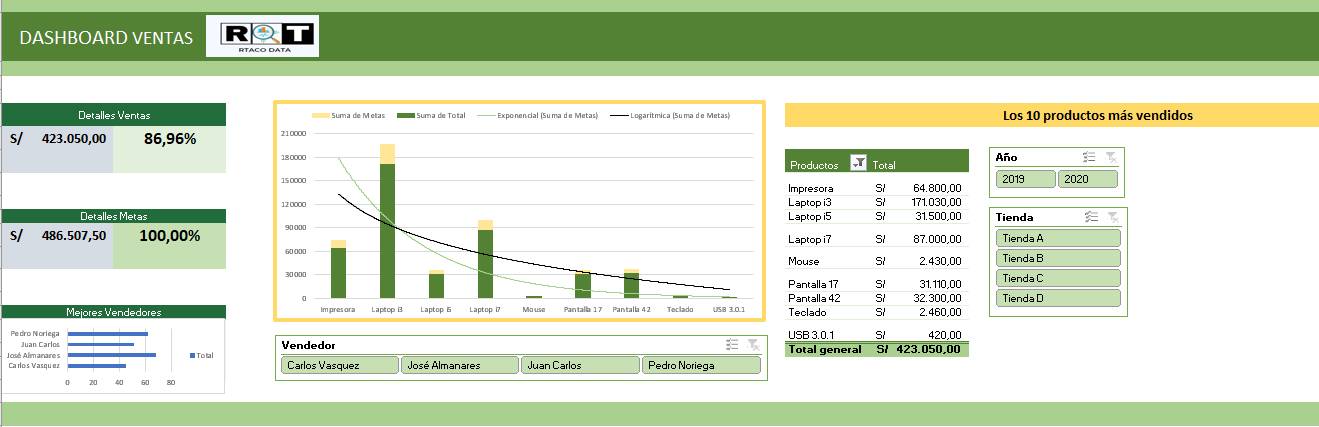 DASHBOARD VENTAS
RTACO DATA
Detalles Ventas
S/ 423.050,00 86,96%
Detalles Metas
S/ 486.507,50 100,00%
Mejores Vendedores
Pedro Noriega
Juan Carlos
José Almanares
Carlos Vasquez
Total
0 20 40 60 80
Suma de Metas Suma de Total Exponencial (Suma de Metas) Logarítmica (Suma de Metas)
210000
180000
150000
120000
90000
60000
30000
0
Impresora Laptop i3 Laptop i5 Laptop i7 Mouse Pantalla 17 Pantalla 42 Teclado USB 3.0.1
Vendedor
Carlos Vasquez José Almanares Juan Carlos Pedro Noriega
Los 10 productos más vendidos
Productos Total
Impresora S/ 64.800,00
Laptop i3 S/ 171.030,00
Laptop i5 S/ 31.500,00
Laptop i7 S/ 87.000,00
Mouse S/ 2.430,00
Pantalla 17 S/ 31.110,00
Pantalla 42 S/ 32.300,00
Teclado S/ 2.460,00
USB 3.0.1 S/ 420,00
Total general S/ 423.050,00
Año
2019 2020
Tienda
Tienda A
Tienda B
Tienda C
Tienda D